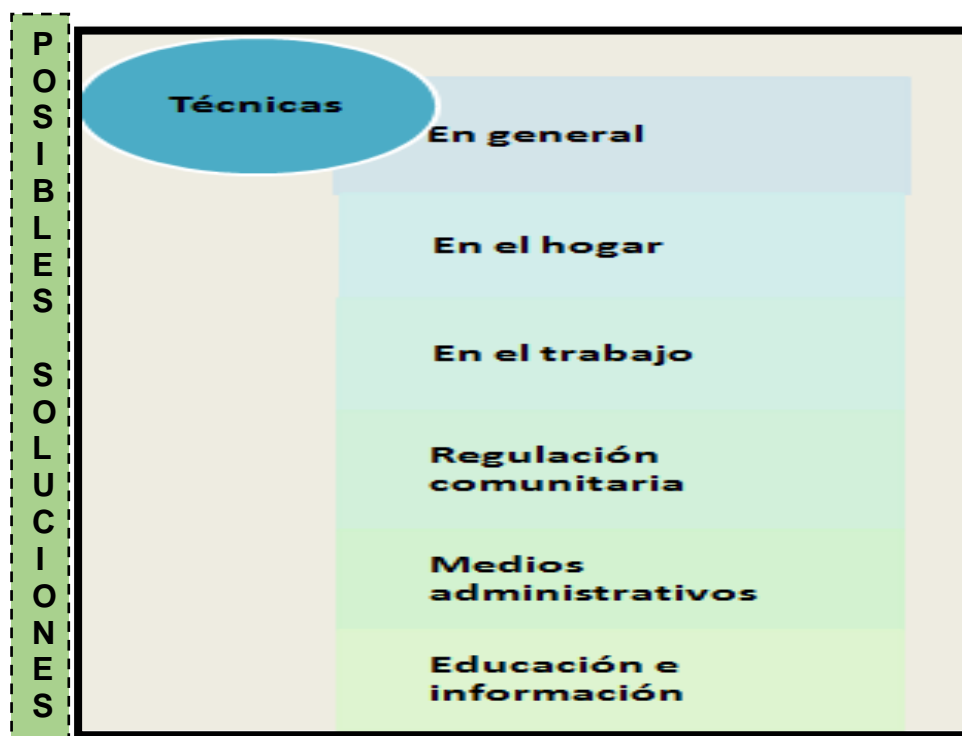 POSIBLES SOLUCIONES
Técnicas
En general
En el hogar
En el trabajo
Regulación
comunitaria
Medios
administrativos
Educación e
información